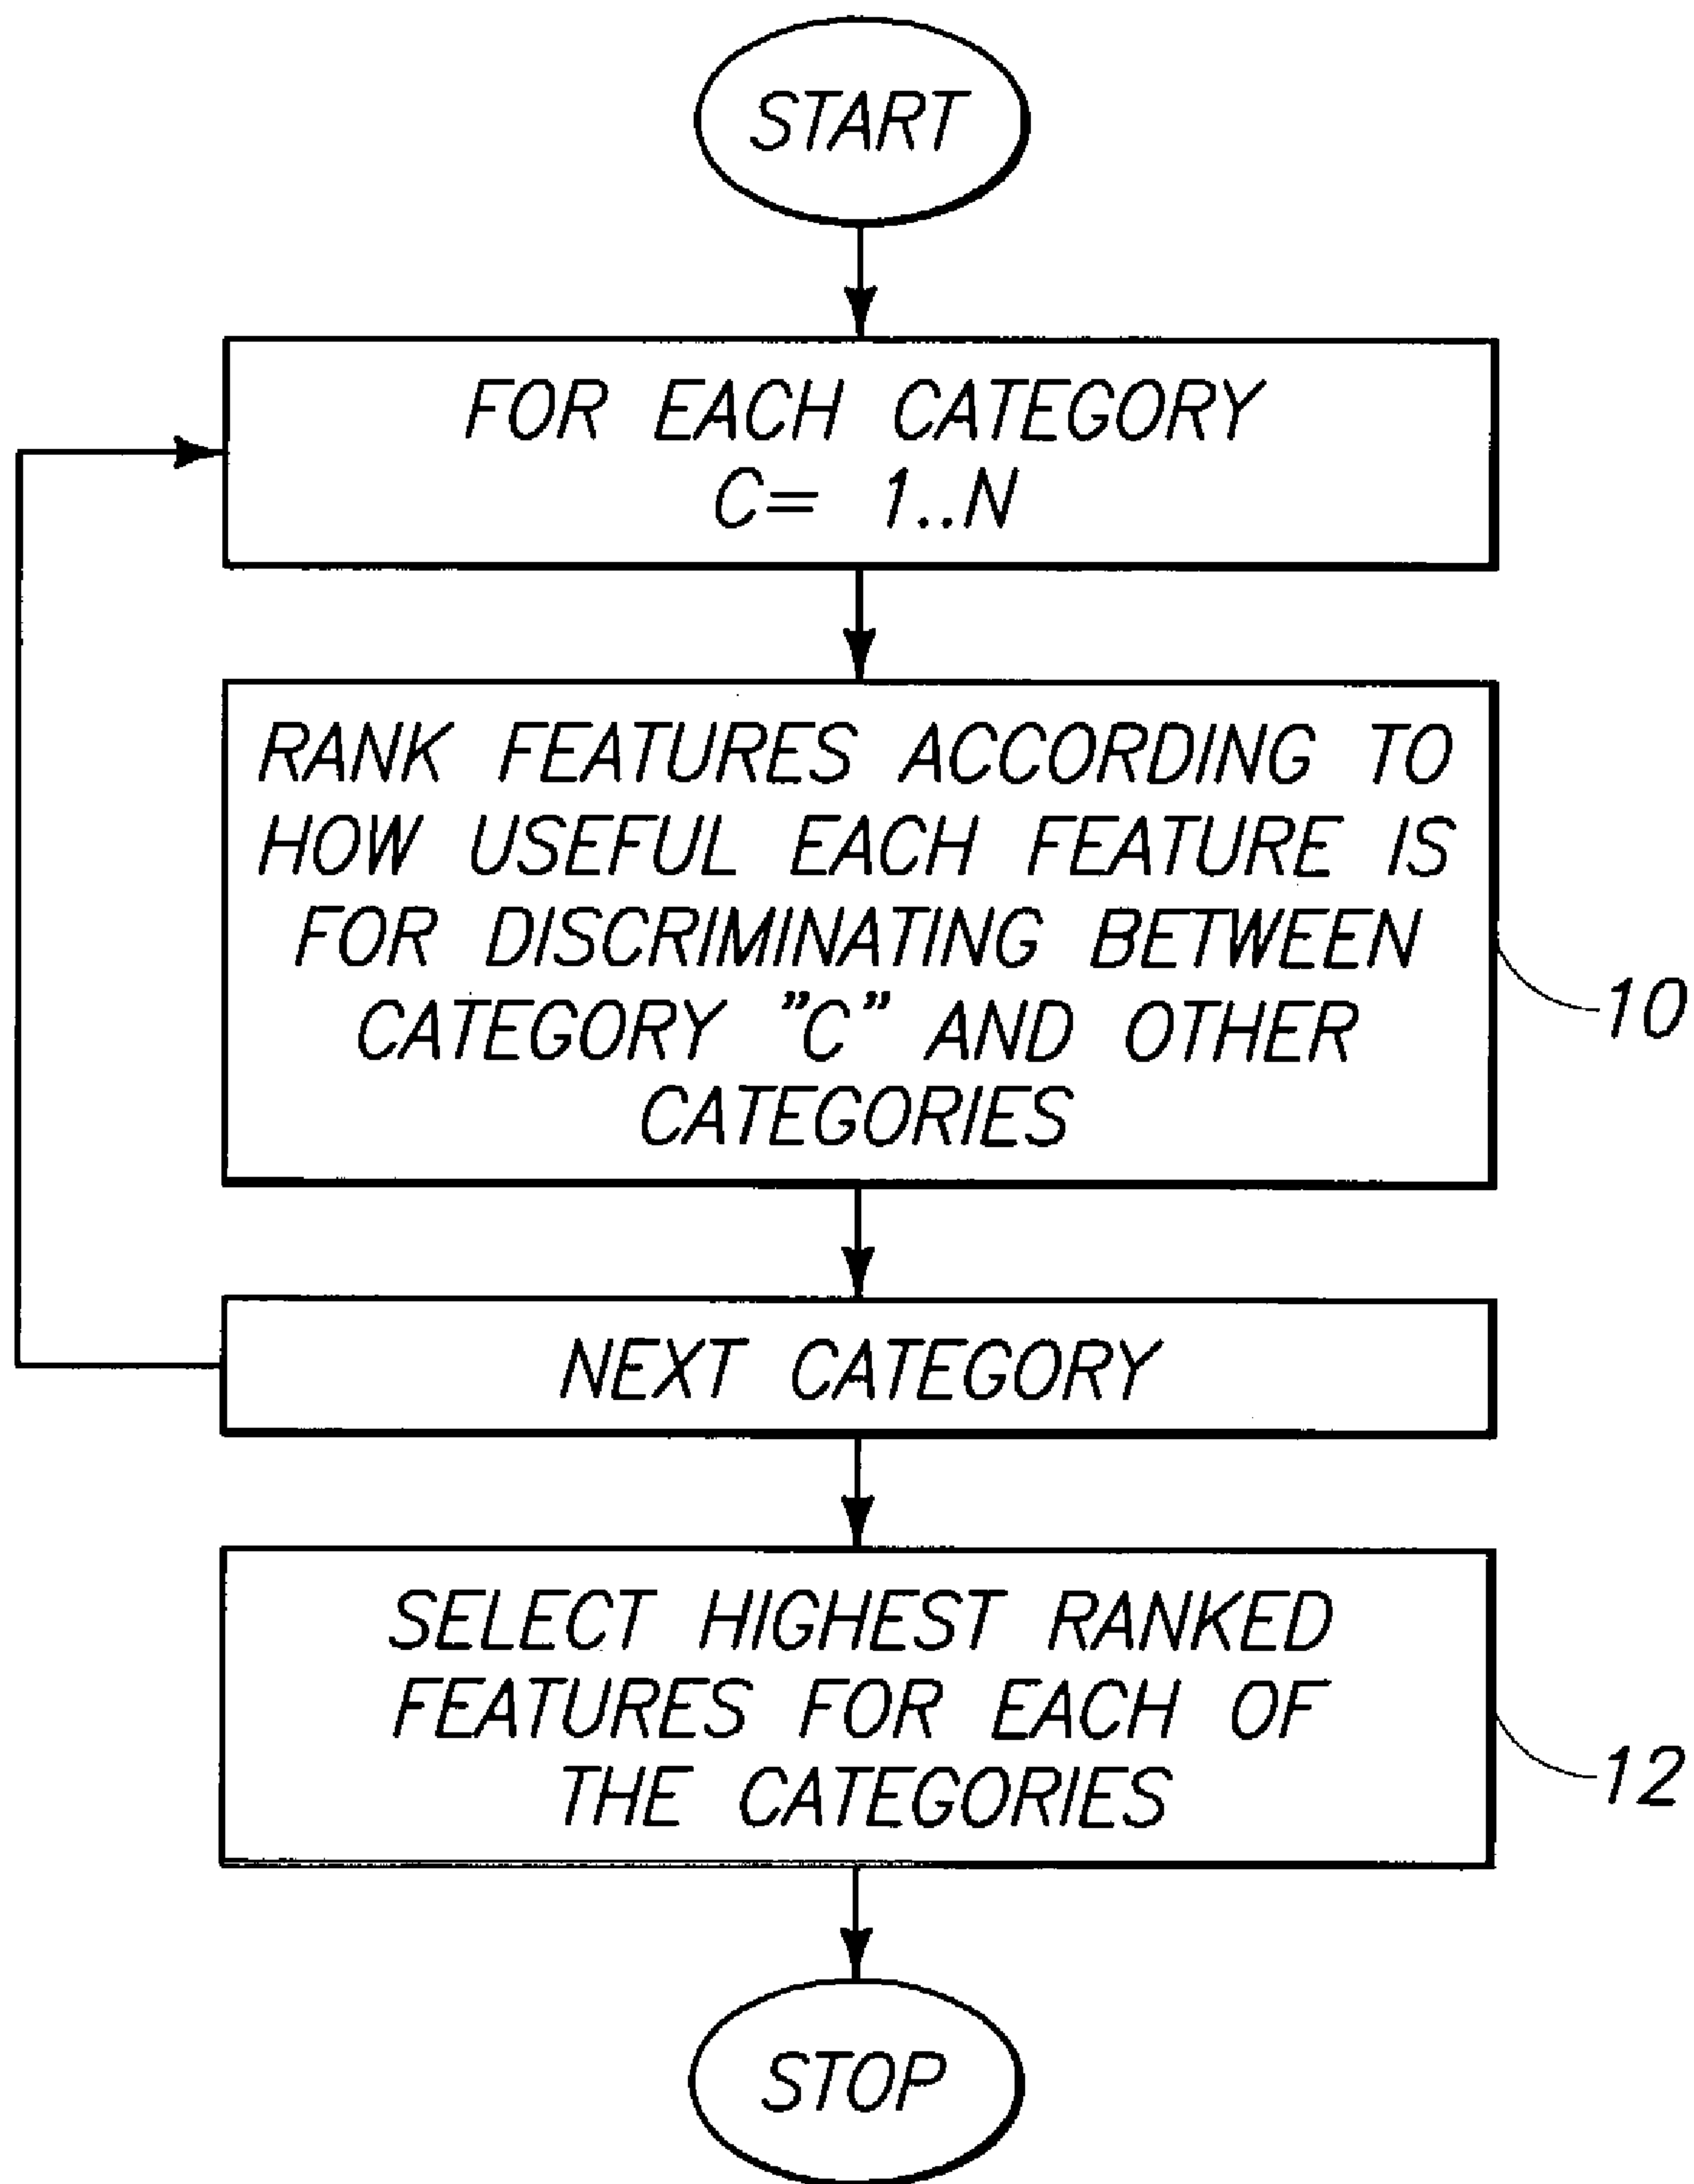 START
FOR EACH CATEGORY
C= 1..N
RANK FEATURES ACCORDING TO
HOW USEFUL EACH FEATURE IS
FOR DISCRIMINATING BETWEEN
CATEGORY "C" AND OTHER
CATEGORIES
10
NEXT CATEGORY
SELECT HIGHEST RANKED
FEATURES FOR EACH OF
THE CATEGORIES
12
STOP